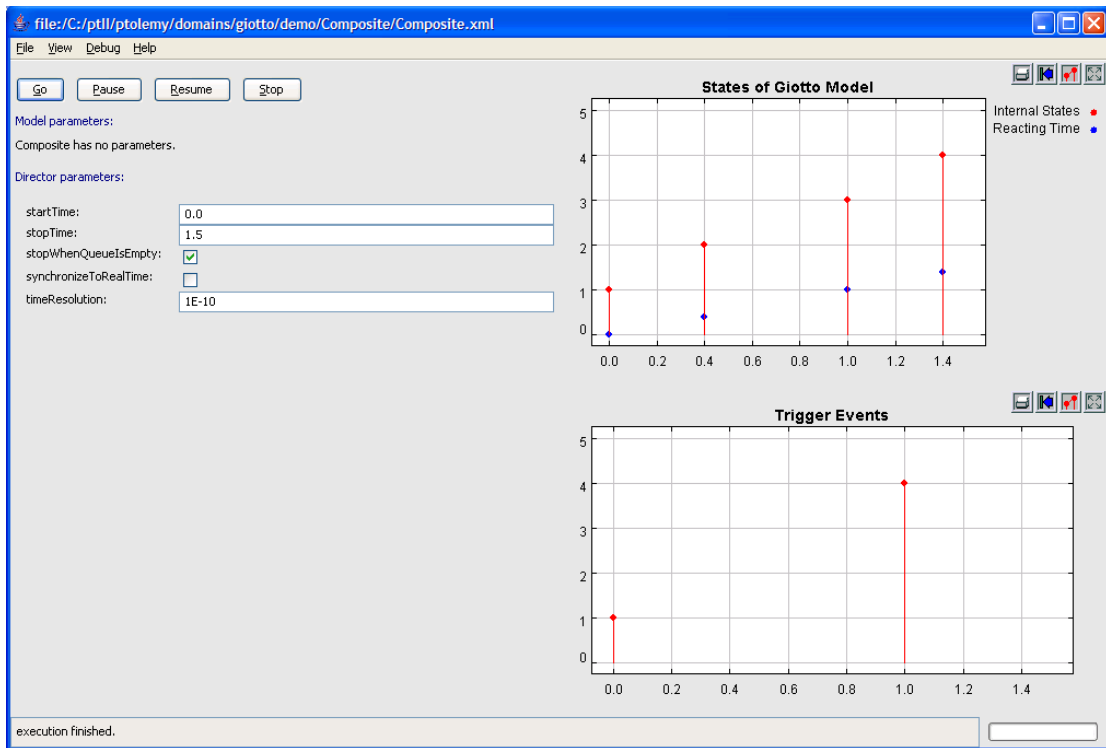 file:/C:/ptII/ptolemy/domains/giotto/demo/Composite/Composite.xml
File View Debug Help
Go Pause Resume Stop
Model parameters:
Composite has no parameters.
Director parameters:
startTime: 0.0
stopTime: 1.5
stopWhenQueueIsEmpty:
synchronizeToRealTime:
timeResolution: 1E-10
States of Giotto Model
Internal States
Reacting Time
5
4
3
2
1
0
0.0 0.2 0.4 0.6 0.8 1.0 1.2 1.4
Trigger Events
5
4
3
2
1
0
0.0 0.2 0.4 0.6 0.8 1.0 1.2 1.4
execution finished.